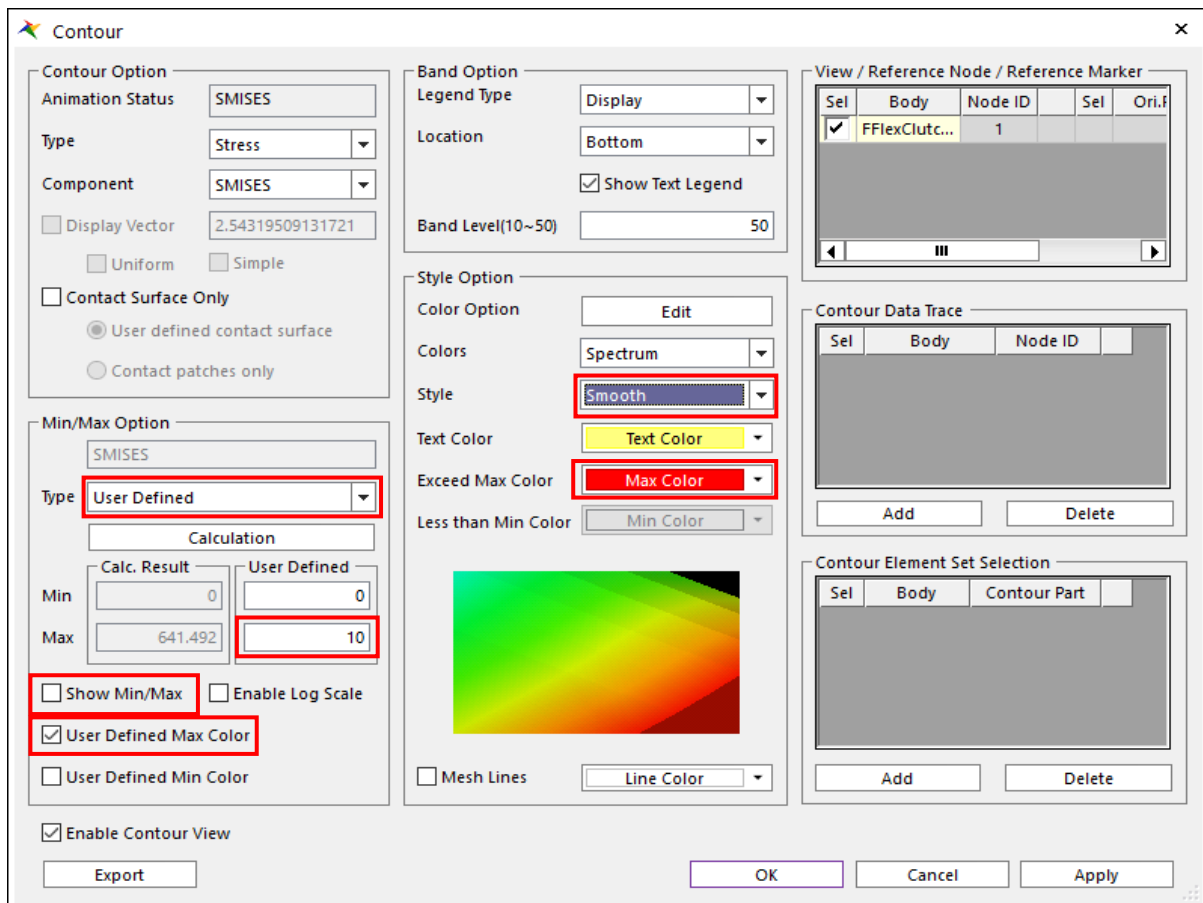 Contour
Contour Option
Animation Status
SMISES
Type
Stress
Component
SMISES
Display Vector
2.54319509131721
Uniform
Simple
Contact Surface Only
User defined contact surface
Contact patches only
Min/Max Option
SMISES
Type
User Defined
Calculation
Calc. Result
User Defined
Min
0
0
Max
641.492
10
Show Min/Max
Enable Log Scale
User Defined Max Color
User Defined Min Color
Enable Contour View
Export
Band Option
Legend Type
Display
Location
Bottom
Show Text Legend
Band Level(10~50)
50
Style Option
Color Option
Edit
Colors
Spectrum
Style
Smooth
Text Color
Text Color
Exceed Max Color
Max Color
Less than Min Color
Min Color
Mesh Lines
Line Color
View / Reference Node / Reference Marker
Sel Body Node ID Sel Ori.
FFlexClutc... 1
Contour Data Trace
Sel Body Node ID
Add
Delete
Contour Element Set Selection
Sel Body Contour Part
Add
Delete
OK
Cancel
Apply